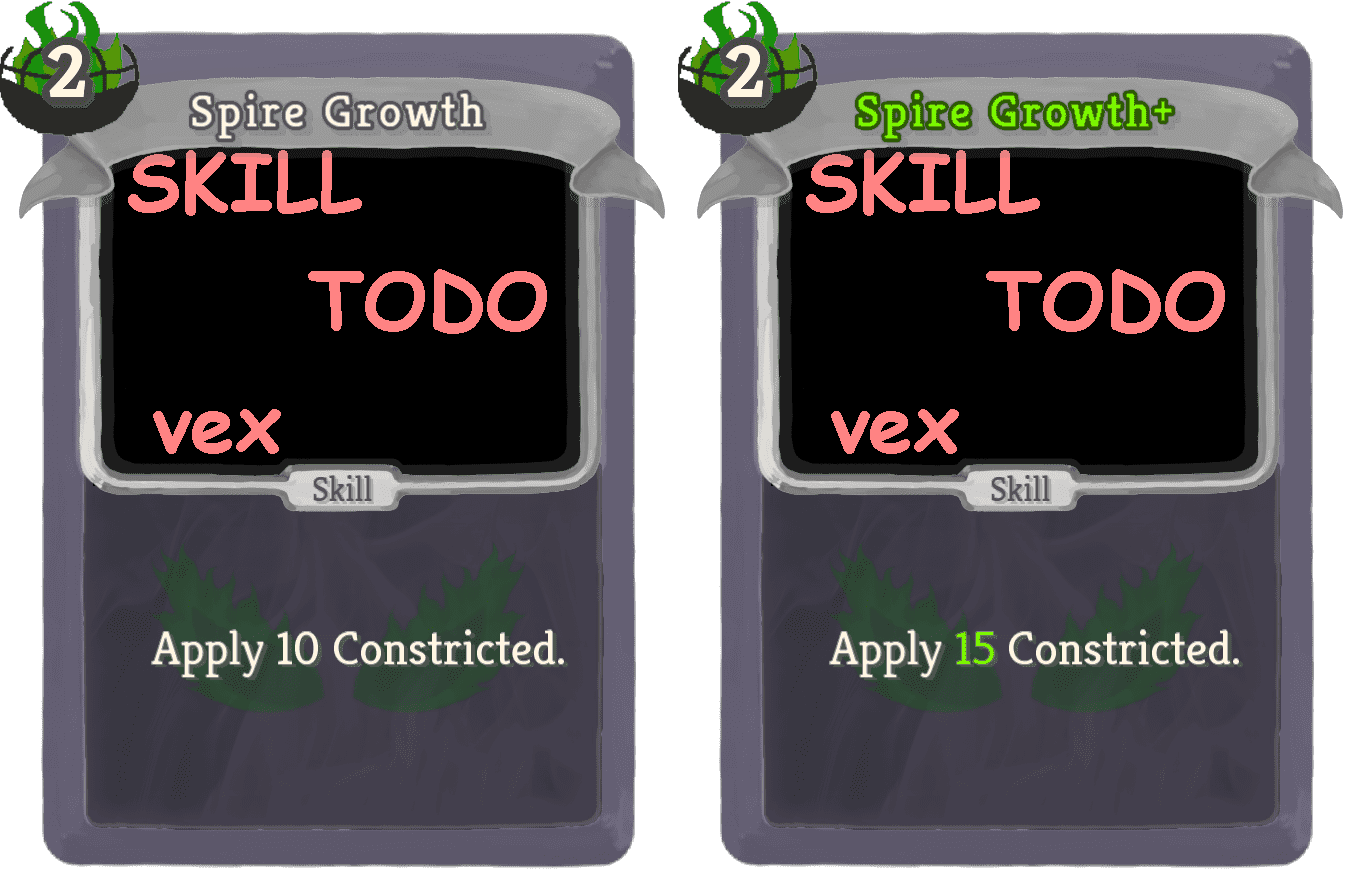 2
Spire Growth
SKILL
TODO
vex
Skill
Apply 10 Constricted.
2
Spire Growth+
SKILL
TODO
vex
Skill
Apply 15 Constricted.